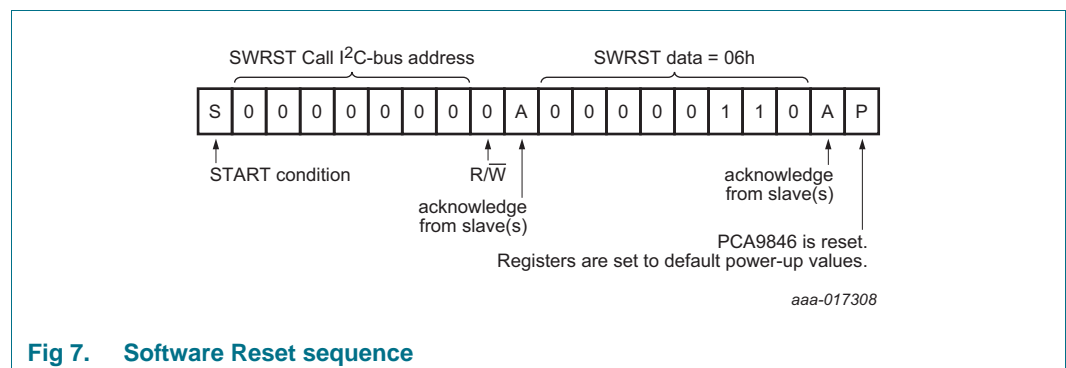 SWRST Call I2C-bus address SWRST data = 06h
S 0 0 0 0 0 0 0 0 A 0 0 0 0 0 1 1 0 A P
START condition R/W acknowledge
from slave(s)
acknowledge
from slave(s)
PCA9846 is reset.
Registers are set to default power-up values.
aaa-017308
Fig 7. Software Reset sequence